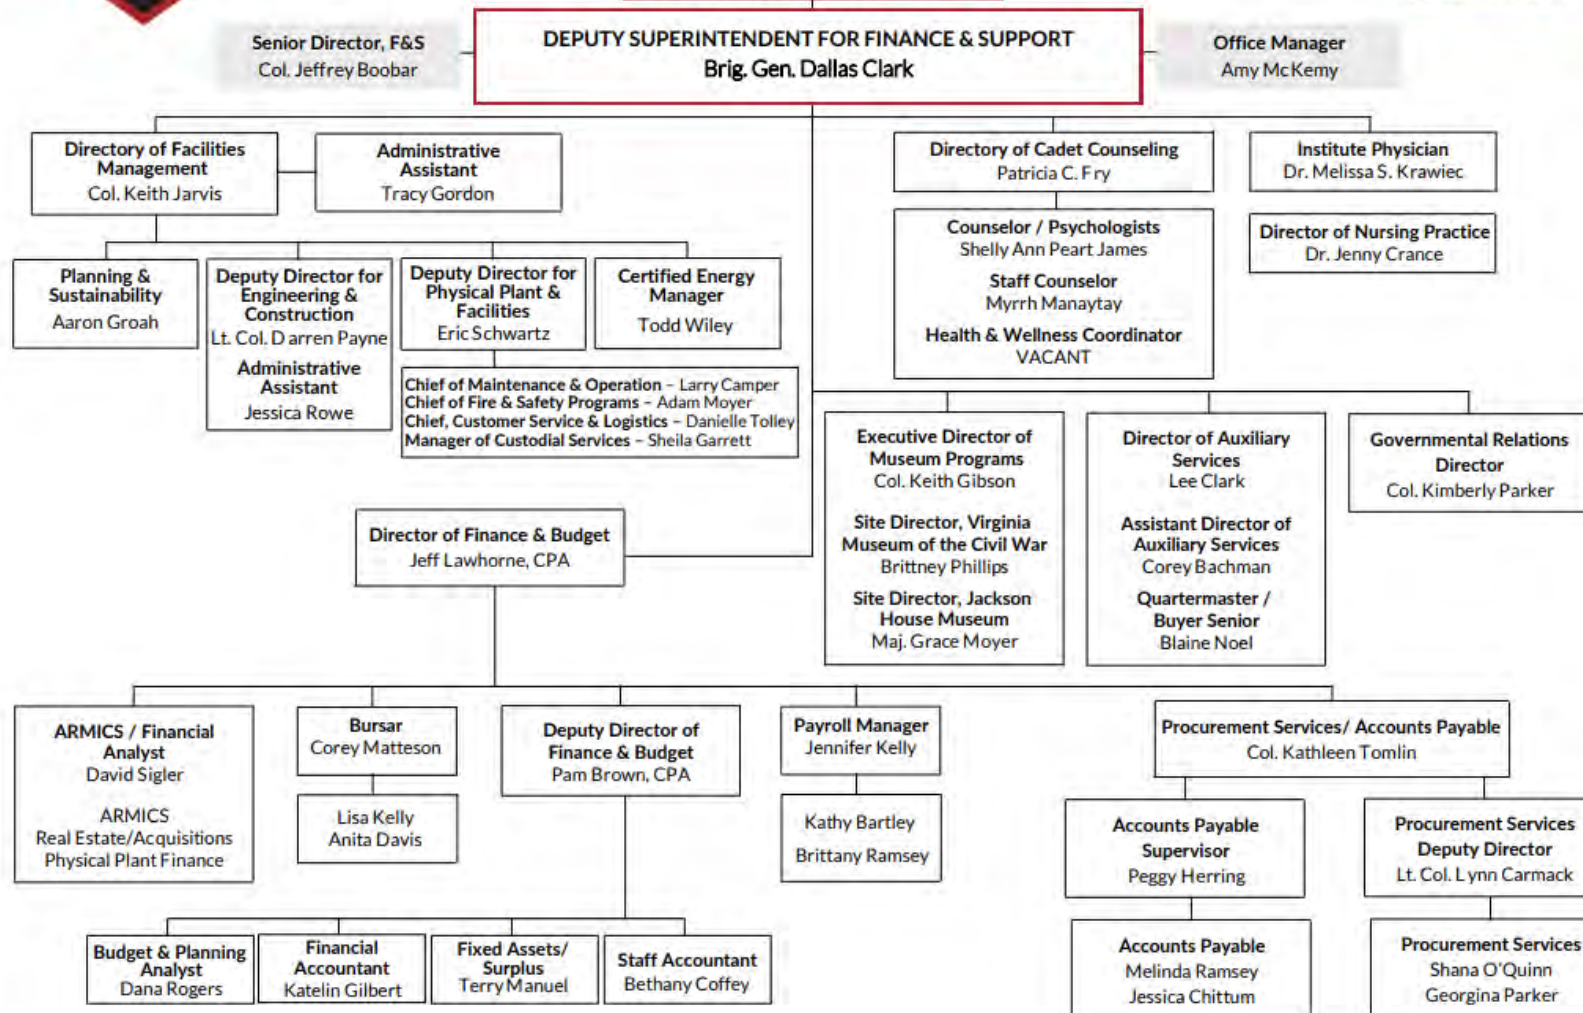 Senior Director, F&S
Col. Jeffrey Boobar
DEPUTY SUPERINTENDENT FOR FINANCE & SUPPORT
Brig. Gen. Dallas Clark
Office Manager
Amy McKemy
Directory of Facilities
Management
Col. Keith Jarvis
Administrative
Assistant
Tracy Gordon
Directory of Cadet Counseling
Patricia C. Fry
Institute Physician
Dr. Melissa S. Krawiec
Counselor / Psychologists
Shelly Ann Peart James
Staff Counselor
Myrrh Manaytay
Health & Wellness Coordinator
VACANT
Director of Nursing Practice
Dr. Jenny Crance
Planning &
Sustainability
Aaron Groah
Deputy Director for
Engineering &
Construction
Lt. Col. Darren Payne
Administrative
Assistant
Jessica Rowe
Deputy Director for
Physical Plant &
Facilities
Eric Schwartz
Certified Energy
Manager
Todd Wiley
Chief of Maintenance & Operation – Larry Camper
Chief of Fire & Safety Programs – Adam Moyer
Chief, Customer Service & Logistics – Danielle Tolley
Manager of Custodial Services – Sheila Garrett
Executive Director of
Museum Programs
Col. Keith Gibson
Site Director, Virginia
Museum of the Civil War
Brittney Phillips
Site Director, Jackson
House Museum
Maj. Grace Moyer
Director of Auxiliary
Services
Lee Clark
Assistant Director of
Auxiliary Services
Corey Bachman
Quartermaster /
Buyer Senior
Blaine Noel
Governmental Relations
Director
Col. Kimberly Parker
Director of Finance & Budget
Jeff Lawhorne, CPA
ARMICS / Financial
Analyst
David Sigler
ARMICS
Real Estate/Acquisitions
Physical Plant Finance
Bursar
Corey Matteson
Lisa Kelly
Anita Davis
Deputy Director of
Finance & Budget
Pam Brown, CPA
Payroll Manager
Jennifer Kelly
Kathy Bartley
Brittany Ramsey
Procurement Services/ Accounts Payable
Col. Kathleen Tomlin
Accounts Payable
Supervisor
Peggy Herring
Procurement Services
Deputy Director
Lt. Col. Lynn Carmack
Budget & Planning
Analyst
Dana Rogers
Financial
Accountant
Katelin Gilbert
Fixed Assets/
Surplus
Terry Manuel
Staff Accountant
Bethany Coffey
Accounts Payable
Melinda Ramsey
Jessica Chittum
Procurement Services
Shana O'Quinn
Georgina Parker